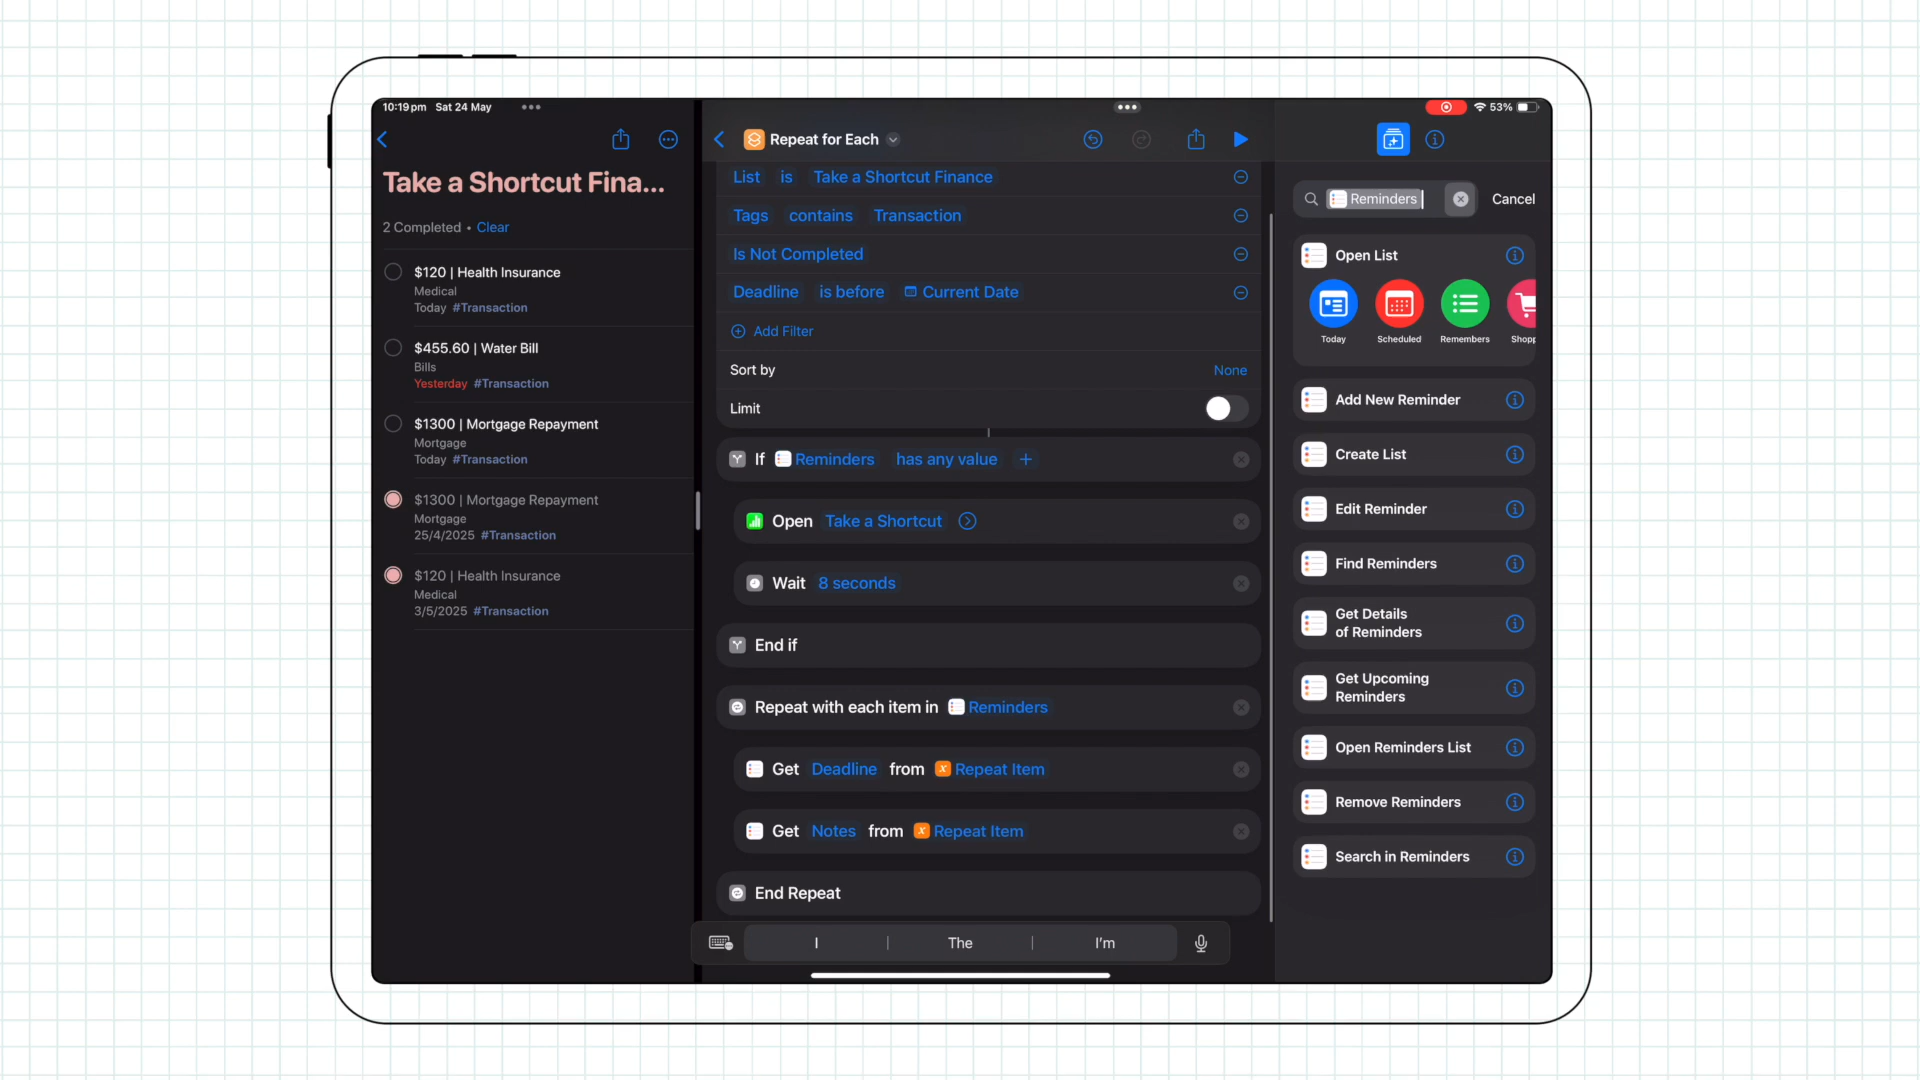 10:19 pm Sat 24 May
53%
Take a Shortcut Fina...
2 Completed • Clear
$120 | Health Insurance
Medical
Today #Transaction
$455.60 | Water Bill
Bills
Yesterday #Transaction
$1300 | Mortgage Repayment
Mortgage
Today #Transaction
$1300 | Mortgage Repayment
Mortgage
25/4/2025 #Transaction
$120 | Health Insurance
Medical
3/5/2025 #Transaction
Repeat for Each
List is Take a Shortcut Finance
Tags contains Transaction
Is Not Completed
Deadline is before Current Date
Add Filter
Sort by None
Limit
If Reminders has any value
Open Take a Shortcut
Wait 8 seconds
End if
Repeat with each item in Reminders
Get Deadline from Repeat Item
Get Notes from Repeat Item
End Repeat
I The I'm
Reminders Cancel
Open List
Today Scheduled Remembers Shopp
Add New Reminder
Create List
Edit Reminder
Find Reminders
Get Details
of Reminders
Get Upcoming
Reminders
Open Reminders List
Remove Reminders
Search in Reminders